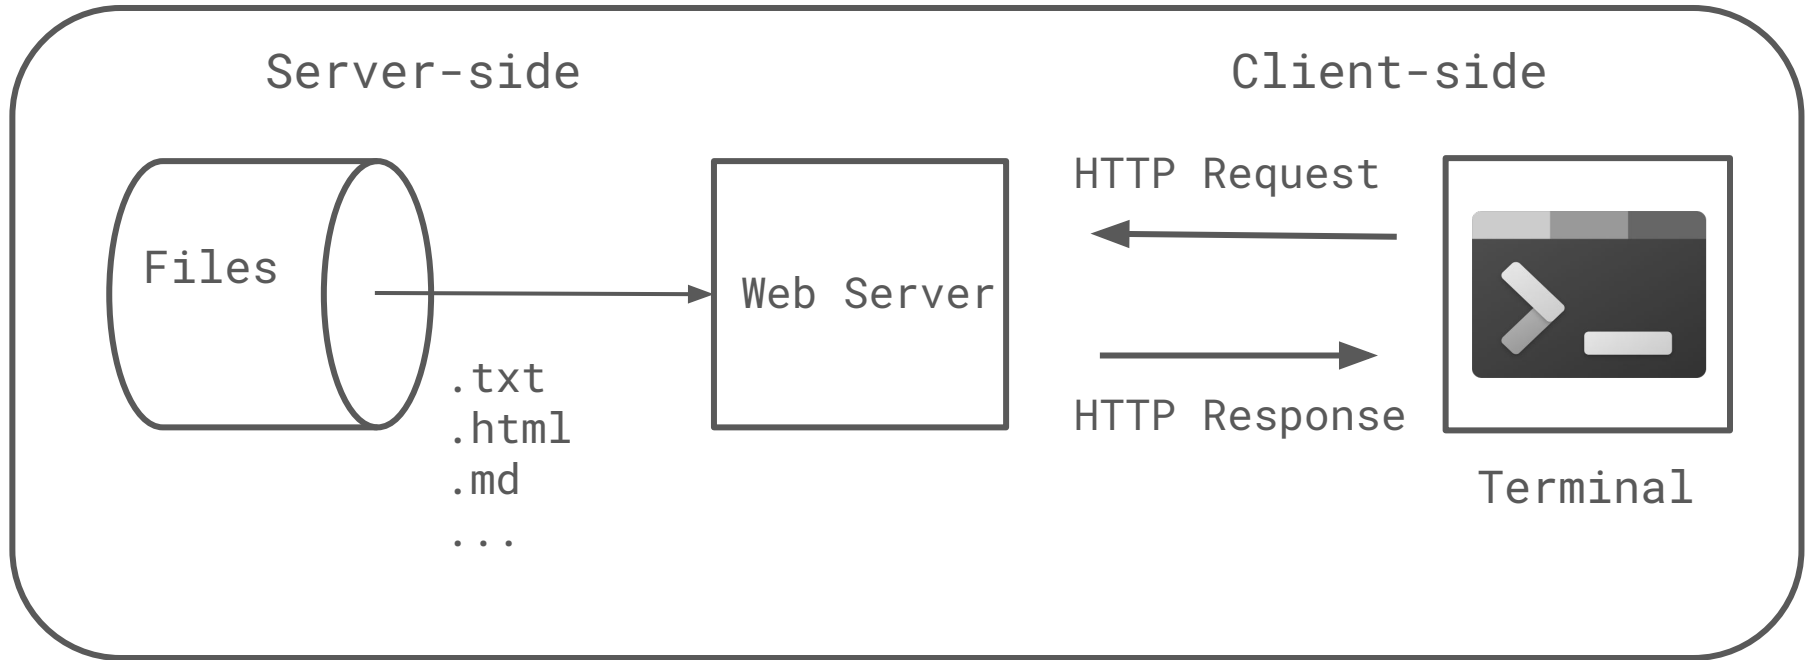 Server-side
Client-side
Files
.txt
.html
.md
...
Web Server
HTTP Request
HTTP Response
Terminal